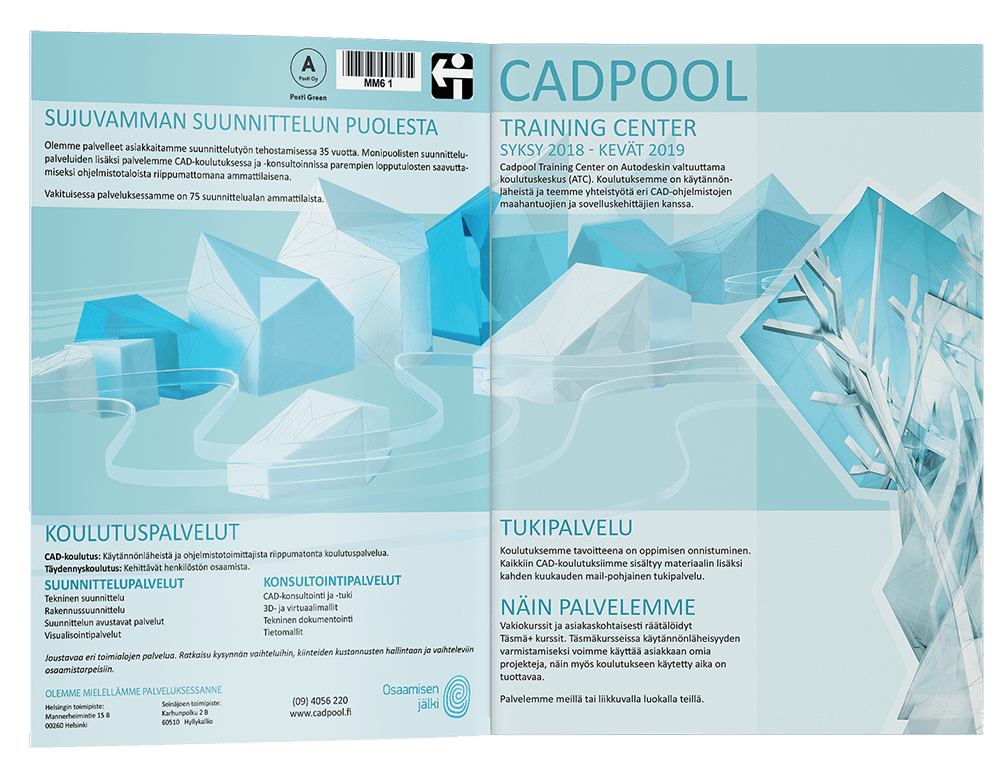 A
Posti Oy
Posti Green
MM6 1
SUJUVAMMAN SUUNNITTELUN PUOLESTA
Olemme palvelleet asiakkaitamme suunnittelutyön tehostamisessa 35 vuotta. Monipuolisten suunnittelu-
palveluiden lisäksi palvelemme CAD-koulutuksessa ja -konsultoinnissa parempien lopputulosten saavutta-
miseksi ohjelmistotaloista riippumattomana ammattilaisena.
Vakituisessa palveluksessamme on 75 suunnittelualan ammattilaista.
KOULUTUSPALVELUT
CAD-koulutus: Käytännönläheistä ja ohjelmistotoimittajista riippumatonta koulutuspalvelua.
Täydennyskoulutus: Kehittävät henkilöstön osaamista.
SUUNNITTELUPALVELUT
Tekninen suunnittelu
Rakennussuunnittelu
Suunnittelun avustavat palvelut
Visualisointipalvelut
KONSULTOINTIPALVELUT
CAD-konsultointi ja -tuki
3D- ja virtuaalimallit
Tekninen dokumentointi
Tietomallit
Joustavaa eri toimialojen palvelua. Ratkaisu kysynnän vaihteluihin, kiinteiden kustannusten hallintaan ja vaihteleviin
osaamistarpeisiin.
OLEMME MIELELLÄMME PALVELUKSESSANNE
Helsingin toimipiste:
Mannerheimintie 15 B
00260 Helsinki
Seinäjoen toimipiste:
Karhunpolku 2 B
60510 Hyllykallio
(09) 4056 220
www.cadpool.fi
Osaamisen
jälki
CADPOOL
TRAINING CENTER
SYKSY 2018 - KEVÄT 2019
Cadpool Training Center on Autodeskin valtuuttama
koulutuskeskus (ATC). Koulutuksemme on käytännön-
läheistä ja teemme yhteistyötä eri CAD-ohjelmistojen
maahantuojien ja sovelluskehittäjien kanssa.
TUKIPALVELU
Koulutuksemme tavoitteena on oppimisen onnistuminen.
Kaikkiin CAD-koulutuksiimme sisältyy materiaalin lisäksi
kahden kuukauden mail-pohjainen tukipalvelu.
NÄIN PALVELEMME
Vakiokurssit ja asiakaskohtaisesti räätälöidyt
Täsmä+ kurssit. Täsmäkursseissa käytännönläheisyyden
varmistamiseksi voimme käyttää asiakkaan omia
projekteja, näin myös koulutukseen käytetty aika on
tuottavaa.
Palvelemme meillä tai liikkuvalla luokalla teillä.